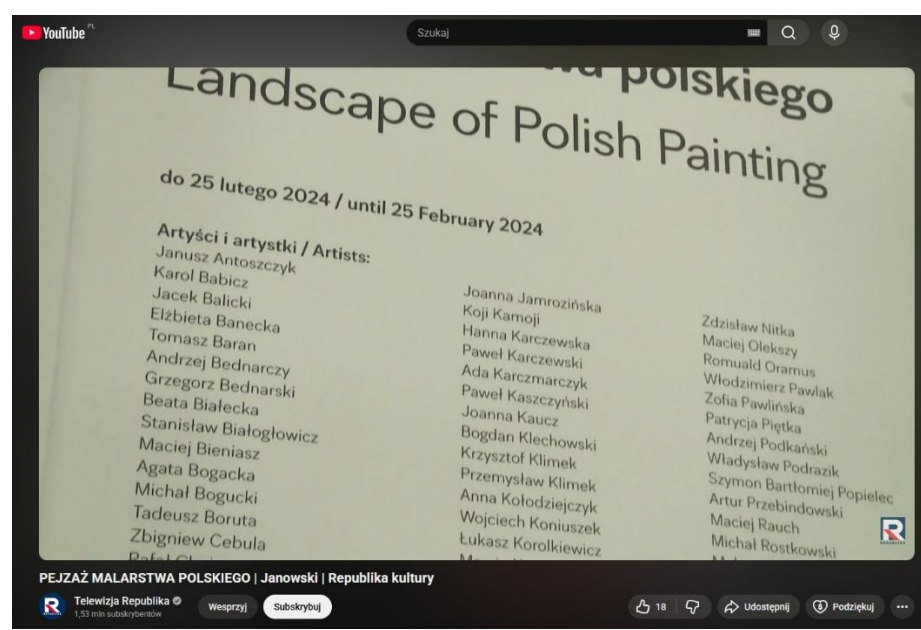 YouTube PL
Szukaj
polskiego
Landscape of Polish Painting
do 25 lutego 2024 / until 25 February 2024
Artyści i artystki / Artists:
Janusz Antoszczyk
Karol Babicz
Jacek Balicki
Elżbieta Banecka
Tomasz Baran
Andrzej Bednarczy
Grzegorz Bednarski
Beata Białecka
Stanisław Białogłowicz
Maciej Bieniasz
Agata Bogacka
Michał Bogucki
Tadeusz Boruta
Zbigniew Cebula
Joanna Jamrozińska
Koji Kamoji
Hanna Karczewska
Paweł Karczewski
Ada Karczmarczyk
Paweł Kaszczyński
Joanna Kaucz
Bogdan Klechowski
Krzysztof Klimek
Przemysław Klimek
Anna Kołodziejczyk
Wojciech Koniuszek
Łukasz Korolkiewicz
Zdzisław Nitka
Maciej Olekszy
Romuald Oramus
Włodzimierz Pawlak
Zofia Pawlińska
Patrycja Piętka
Andrzej Podkański
Władysław Podrazik
Szymon Bartłomiej Popielec
Artur Przebindowski
Maciej Rauch
Michał Rostkowski
R
REPUBLIKA
PEJZAŻ MALARSTWA POLSKIEGO | Janowski | Republika kultury
Telewizja Republika
1,53 mln subskrybentów
Wesprzyj
Subskrybuj
18
Udostępnij
Podziękuj